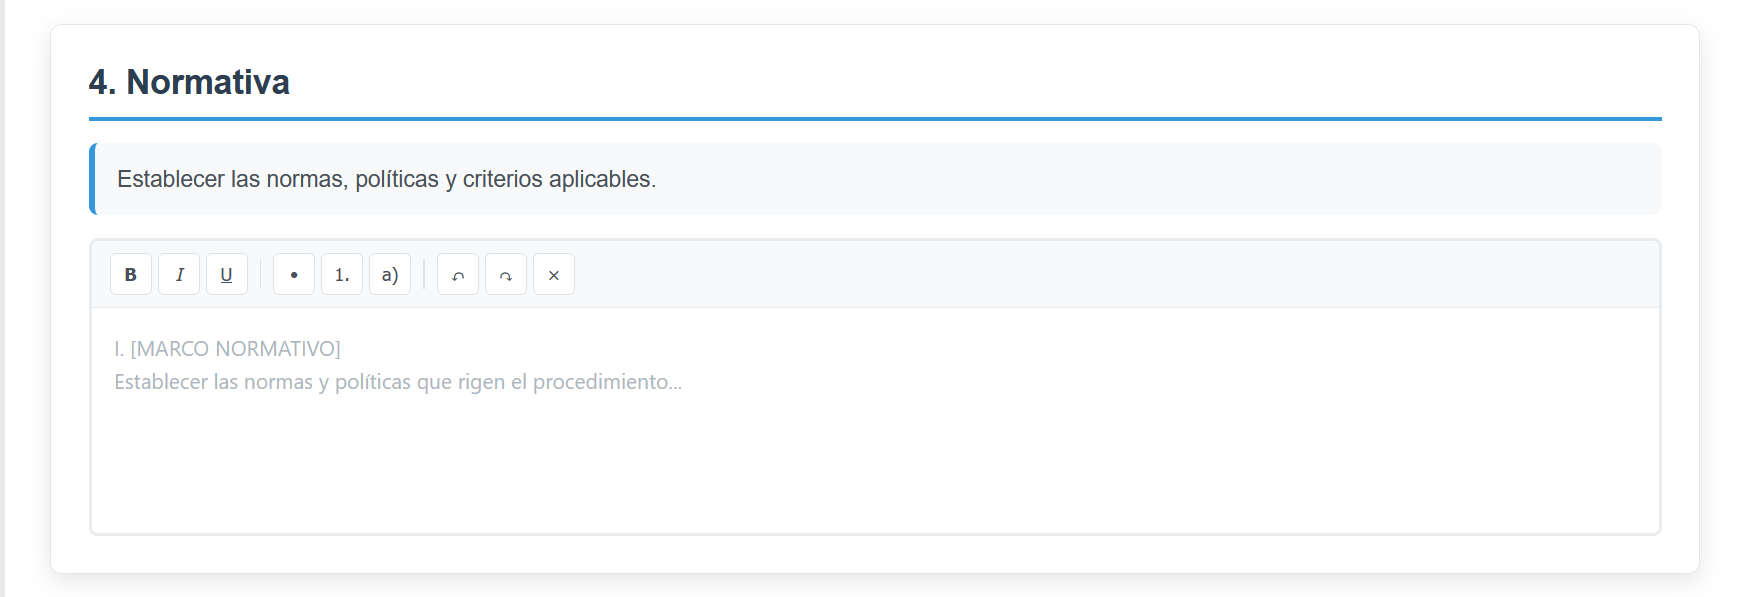 4. Normativa
Establecer las normas, políticas y criterios aplicables.
B I U • 1. a) ↶ ↷ ×
I. [MARCO NORMATIVO]
Establecer las normas y políticas que rigen el procedimiento...